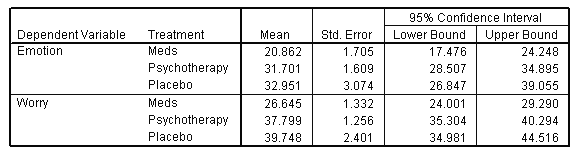 95% Confidence Interval
Dependent Variable Treatment Mean Std. Error Lower Bound Upper Bound
Emotion Meds 20.862 1.705 17.476 24.248
Psychotherapy 31.701 1.609 28.507 34.895
Placebo 32.951 3.074 26.847 39.055
Worry Meds 26.645 1.332 24.001 29.290
Psychotherapy 37.799 1.256 35.304 40.294
Placebo 39.748 2.401 34.981 44.516